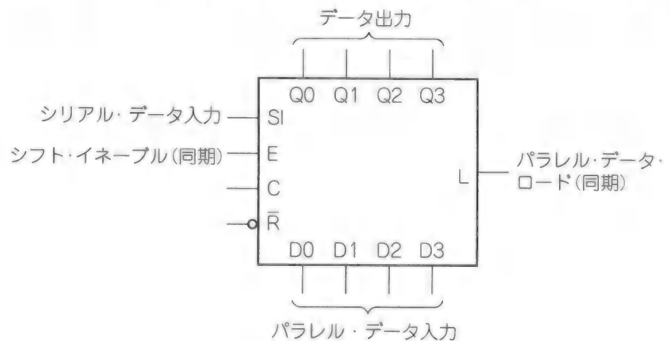 データ出力
Q0 Q1 Q2 Q3
シリアル・データ入力 SI
シフト・イネーブル(同期) E
C
R̅
L パラレル・データ・
ロード(同期)
D0 D1 D2 D3
パラレル・データ入力